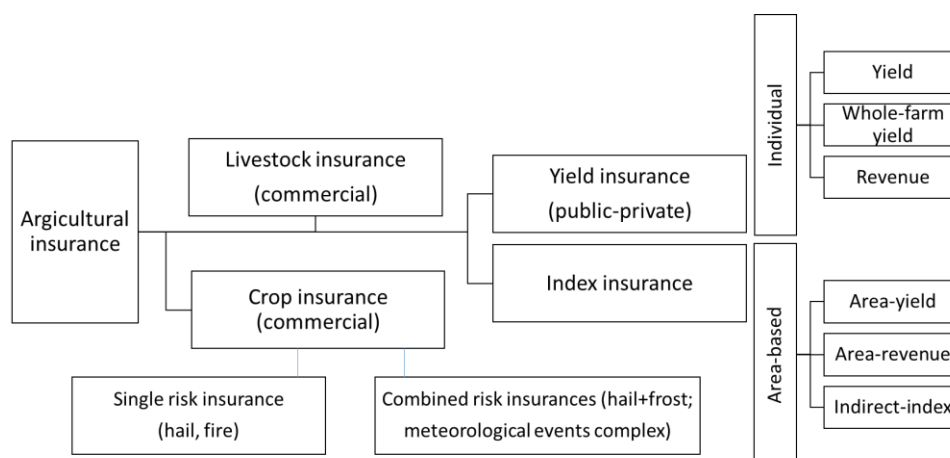 Argicultural
insurance
Livestock insurance
(commercial)
Crop insurance
(commercial)
Single risk insurance
(hail, fire)
Combined risk insurances (hail+frost;
meteorological events complex)
Yield insurance
(public-private)
Index insurance
Individual
Yield
Whole-farm
yield
Revenue
Area-based
Area-yield
Area-revenue
Indirect-index